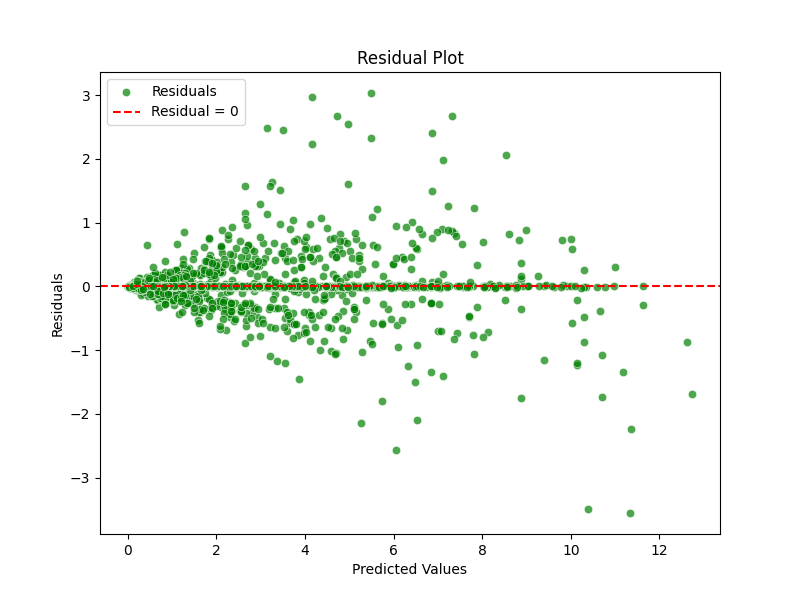 Residual Plot
Residuals
Residual = 0
3
2
1
0
−1
−2
−3
Residuals
0 2 4 6 8 10 12
Predicted Values